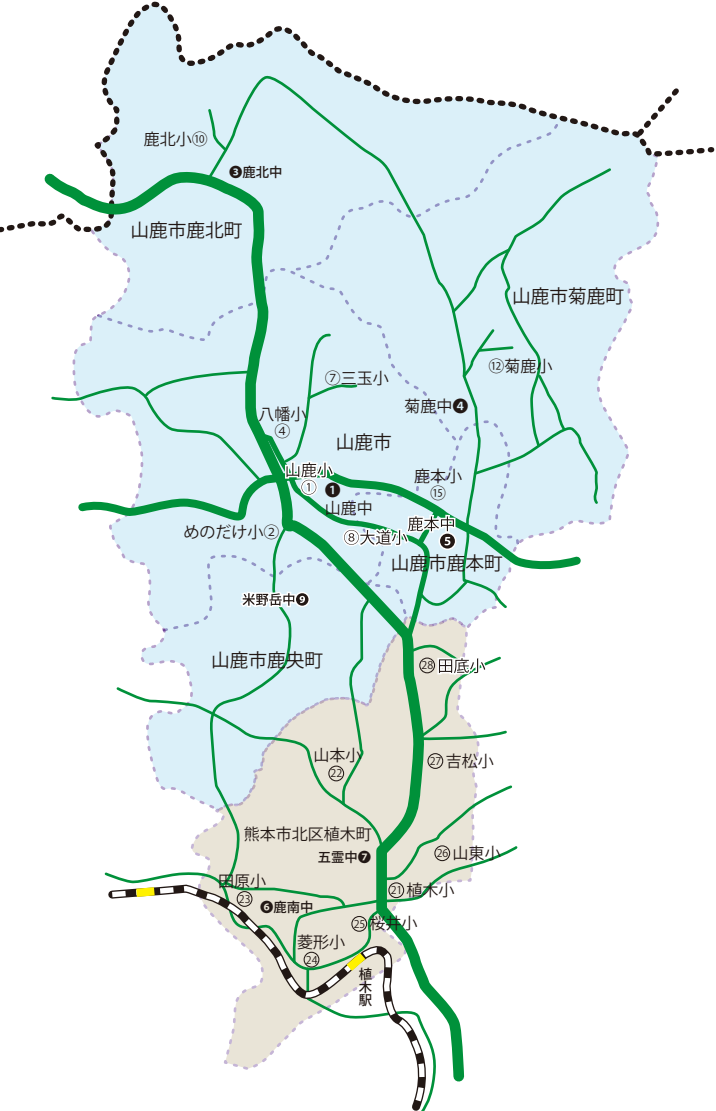 鹿北小⑩
❸鹿北中
山鹿市鹿北町
山鹿市菊鹿町
⑫菊鹿小
⑦三玉小
菊鹿中❹
八幡小
④
山鹿市
山鹿小
①
❶
山鹿中
鹿本小
⑮
鹿本中
❺
⑧大道小
めのだけ小②
山鹿市鹿本町
米野岳中❾
山鹿市鹿央町
㉘田底小
山本小
㉒
㉗吉松小
熊本市北区植木町
五霊中❼
㉖山東小
田原小
㉓
❻鹿南中
㉑植木小
㉕桜井小
菱形小
㉔
植木駅